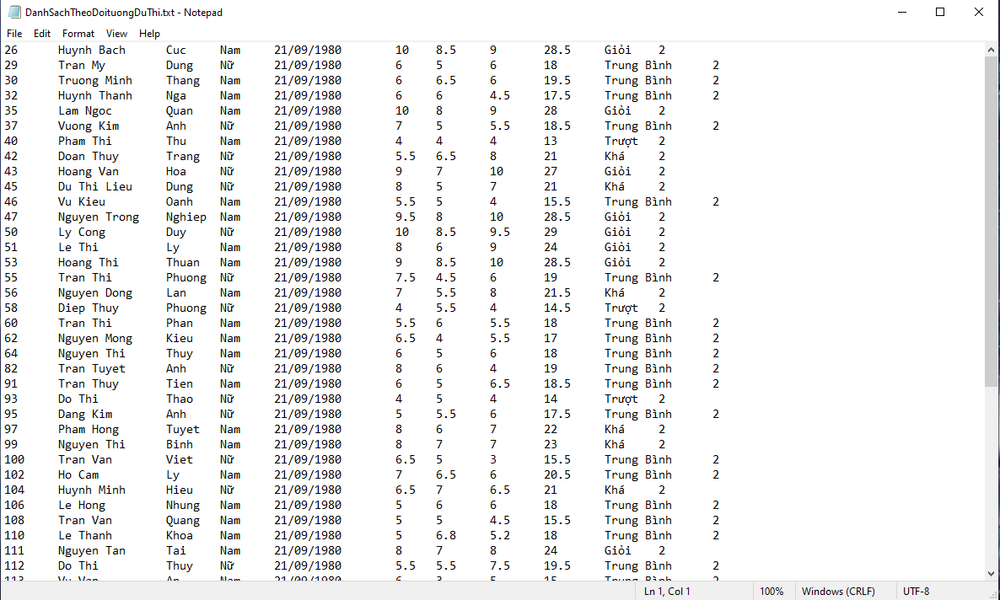 DanhSachTheoDoituongDuThi.txt - Notepad
File Edit Format View Help
26 Huynh Bach Cuc Nam 21/09/1980 10 8.5 9 28.5 Giỏi 2
29 Tran My Dung Nữ 21/09/1980 6 5 6 18 Trung Bình 2
30 Truong Minh Thang Nam 21/09/1980 6 6.5 6 19.5 Trung Bình 2
32 Huynh Thanh Nga Nam 21/09/1980 6 6 4.5 17.5 Trung Bình 2
35 Lam Ngoc Quan Nam 21/09/1980 10 8 9 28 Giỏi 2
37 Vuong Kim Anh Nữ 21/09/1980 7 5 5.5 18.5 Trung Bình 2
40 Pham Thi Thu Nam 21/09/1980 4 4 4 13 Trượt 2
42 Doan Thuy Trang Nữ 21/09/1980 5.5 6.5 8 21 Khá 2
43 Hoang Van Hoa Nữ 21/09/1980 9 7 10 27 Giỏi 2
45 Du Thi Lieu Dung Nữ 21/09/1980 8 5 7 21 Khá 2
46 Vu Kieu Oanh Nam 21/09/1980 5.5 5 4 15.5 Trung Bình 2
47 Nguyen Trong Nghiep Nam 21/09/1980 9.5 8 10 28.5 Giỏi 2
50 Ly Cong Duy Nữ 21/09/1980 10 8.5 9.5 29 Giỏi 2
51 Le Thi Ly Nam 21/09/1980 8 6 9 24 Giỏi 2
53 Hoang Thi Thuan Nam 21/09/1980 9 8.5 10 28.5 Giỏi 2
55 Tran Thi Phuong Nữ 21/09/1980 7.5 4.5 6 19 Trung Bình 2
56 Nguyen Dong Lan Nam 21/09/1980 7 5.5 8 21.5 Khá 2
58 Diep Thuy Phuong Nữ 21/09/1980 4 5.5 4 14.5 Trượt 2
60 Tran Thi Phan Nam 21/09/1980 5.5 6 5.5 18 Trung Bình 2
62 Nguyen Mong Kieu Nam 21/09/1980 6.5 4 5.5 17 Trung Bình 2
64 Nguyen Thi Thuy Nam 21/09/1980 6 5 6 18 Trung Bình 2
82 Tran Tuyet Anh Nữ 21/09/1980 8 6 4 19 Trung Bình 2
91 Tran Thuy Tien Nam 21/09/1980 6 5 6.5 18.5 Trung Bình 2
93 Do Thi Thao Nữ 21/09/1980 4 5 4 14 Trượt 2
95 Dang Kim Anh Nữ 21/09/1980 5 5.5 6 17.5 Trung Bình 2
97 Pham Hong Tuyet Nam 21/09/1980 8 6 7 22 Khá 2
99 Nguyen Thi Binh Nam 21/09/1980 8 7 7 23 Khá 2
100 Tran Van Viet Nữ 21/09/1980 6.5 5 3 15.5 Trung Bình 2
102 Ho Cam Ly Nam 21/09/1980 7 6.5 6 20.5 Trung Bình 2
104 Huynh Minh Hieu Nữ 21/09/1980 6.5 7 6.5 21 Khá 2
106 Le Hong Nhung Nam 21/09/1980 5 6 6 18 Trung Bình 2
108 Tran Van Quang Nam 21/09/1980 5 5 4.5 15.5 Trung Bình 2
110 Le Thanh Khoa Nam 21/09/1980 5 6.8 5.2 18 Trung Bình 2
111 Nguyen Tan Tai Nam 21/09/1980 8 7 8 24 Giỏi 2
112 Do Thi Thuy Nữ 21/09/1980 5.5 5.5 7.5 19.5 Trung Bình 2
Ln 1, Col 1 100% Windows (CRLF) UTF-8